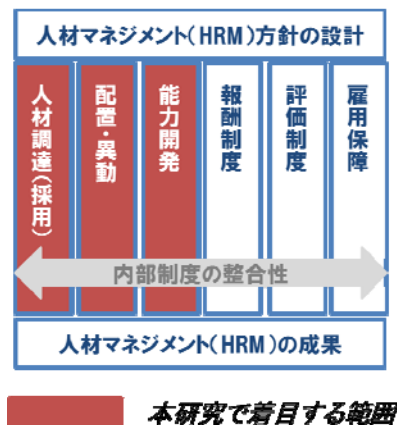 人材マネジメント(HRM)方針の設計
人材調達(採用)
配置・異動
能力開発
報酬制度
評価制度
雇用保障
内部制度の整合性
人材マネジメント(HRM)の成果
本研究で着目する範囲